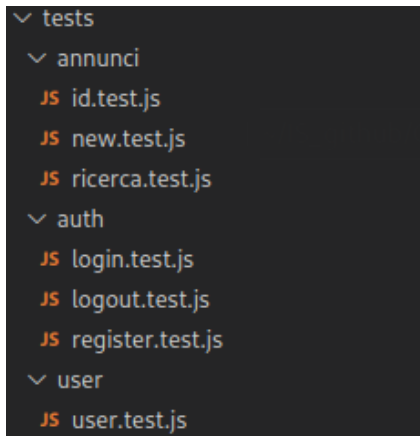 tests
annunci
JS id.test.js
JS new.test.js
JS ricerca.test.js
auth
JS login.test.js
JS logout.test.js
JS register.test.js
user
JS user.test.js